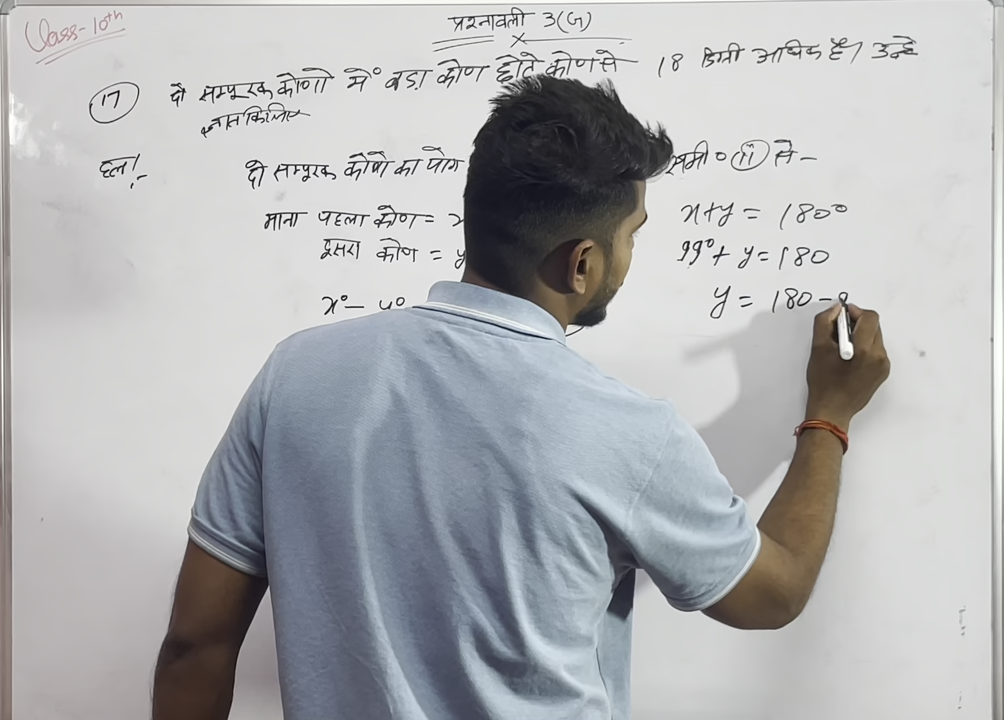 Class-10th
प्रश्नावली 3(G)
×
(17) दो सम्पूरक कोणो में बड़ा कोण छोटे कोण से 18 डिग्री अधिक है। उन्हे
ज्ञात किजिए
हल!- दो सम्पूरक कोणो का योग
माना पहला कोण = x
दूसरा कोण = y
x° - y°
समी० (ii) से -
x+y = 180°
99°+ y = 180
y = 180 - 9